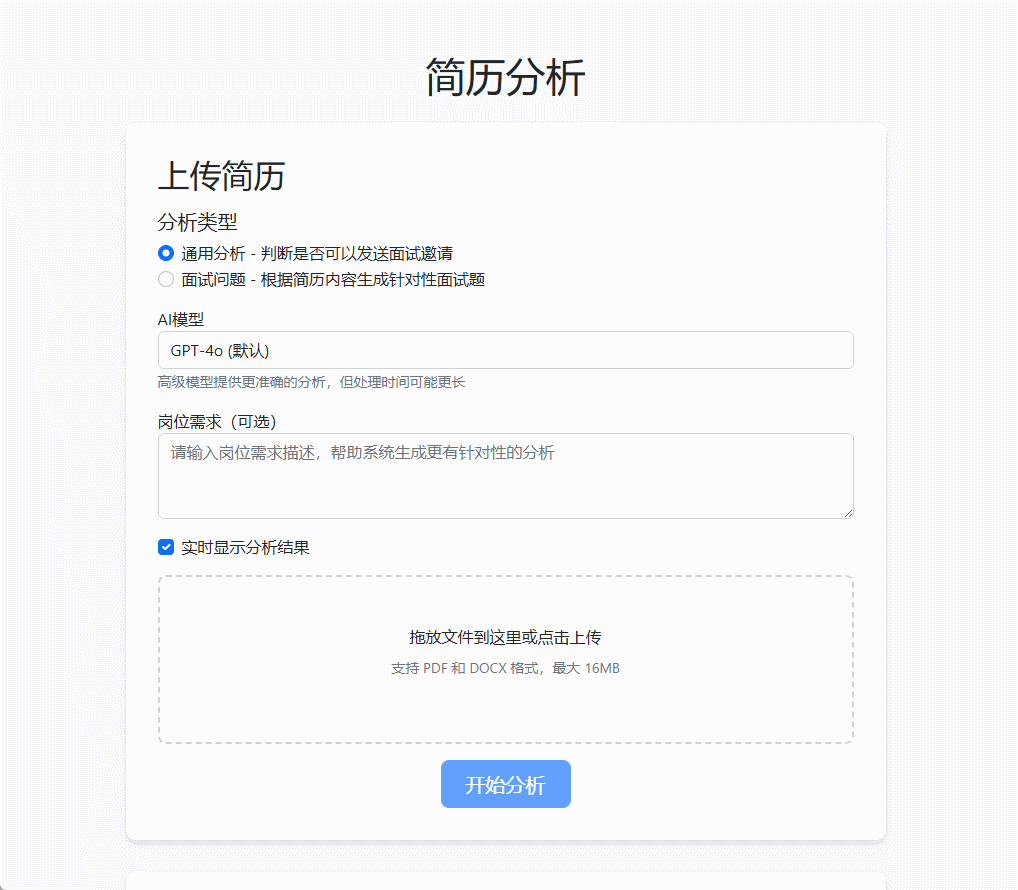 简历分析
上传简历
分析类型
通用分析 - 判断是否可以发送面试邀请
面试问题 - 根据简历内容生成针对性面试题
AI模型
GPT-4o (默认)
高级模型提供更准确的分析，但处理时间可能更长
岗位需求（可选）
请输入岗位需求描述，帮助系统生成更有针对性的分析
实时显示分析结果
拖放文件到这里或点击上传
支持 PDF 和 DOCX 格式，最大 16MB
开始分析